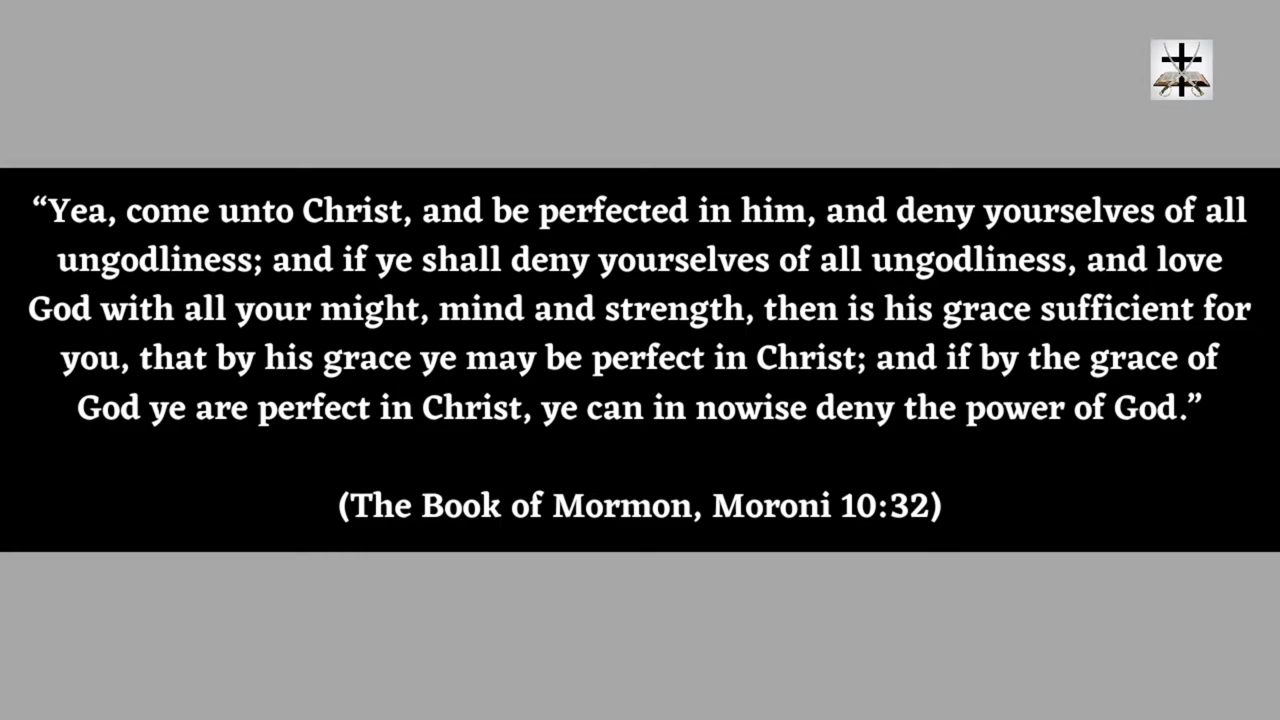 “Yea, come unto Christ, and be perfected in him, and deny yourselves of all
ungodliness; and if ye shall deny yourselves of all ungodliness, and love
God with all your might, mind and strength, then is his grace sufficient for
you, that by his grace ye may be perfect in Christ; and if by the grace of
God ye are perfect in Christ, ye can in nowise deny the power of God.”
(The Book of Mormon, Moroni 10:32)